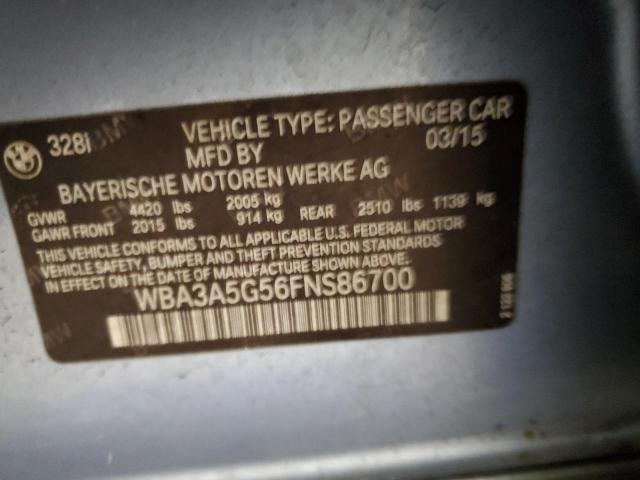 328i VEHICLE TYPE: PASSENGER CAR
MFD BY 03/15
BAYERISCHE MOTOREN WERKE AG
GVWR 4420 lbs 2005 kg
GAWR FRONT 2015 lbs 914 kg REAR 2510 lbs 1139 kg
THIS VEHICLE CONFORMS TO ALL APPLICABLE U.S. FEDERAL MOTOR
VEHICLE SAFETY, BUMPER, AND THEFT PREVENTION STANDARDS
IN EFFECT ON THE DATE OF MANUFACTURE SHOWN ABOVE.
WBA3A5G56FNS86700